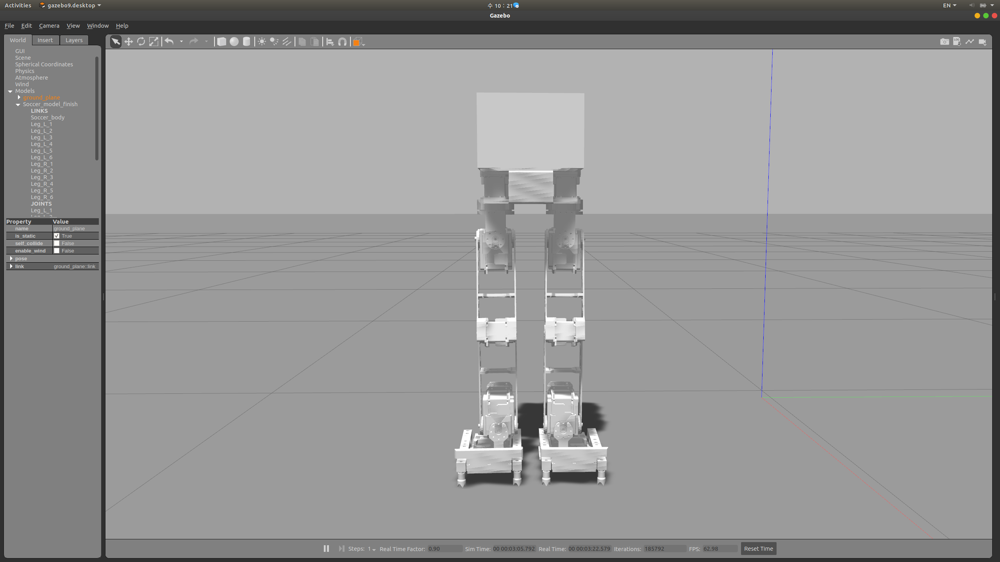 Activities gazebo9.desktop 수 10 : 21 EN
Gazebo
File Edit Camera View Window Help
World Insert Layers
GUI
Scene
Spherical Coordinates
Physics
Atmosphere
Wind
Models
ground_plane
Soccer_model_finish
LINKS
Soccer_body
Leg_L_1
Leg_L_2
Leg_L_3
Leg_L_4
Leg_L_5
Leg_L_6
Leg_R_1
Leg_R_2
Leg_R_3
Leg_R_4
Leg_R_5
Leg_R_6
JOINTS
Leg_L_1
Property Value
name ground_plane
is_static True
self_collide False
enable_wind False
pose
link ground_plane::link
LOG
Steps: 1 Real Time Factor: 0.90 Sim Time: 00 00:03:05.792 Real Time: 00 00:03:22.579 Iterations: 185792 FPS: 62.98 Reset Time